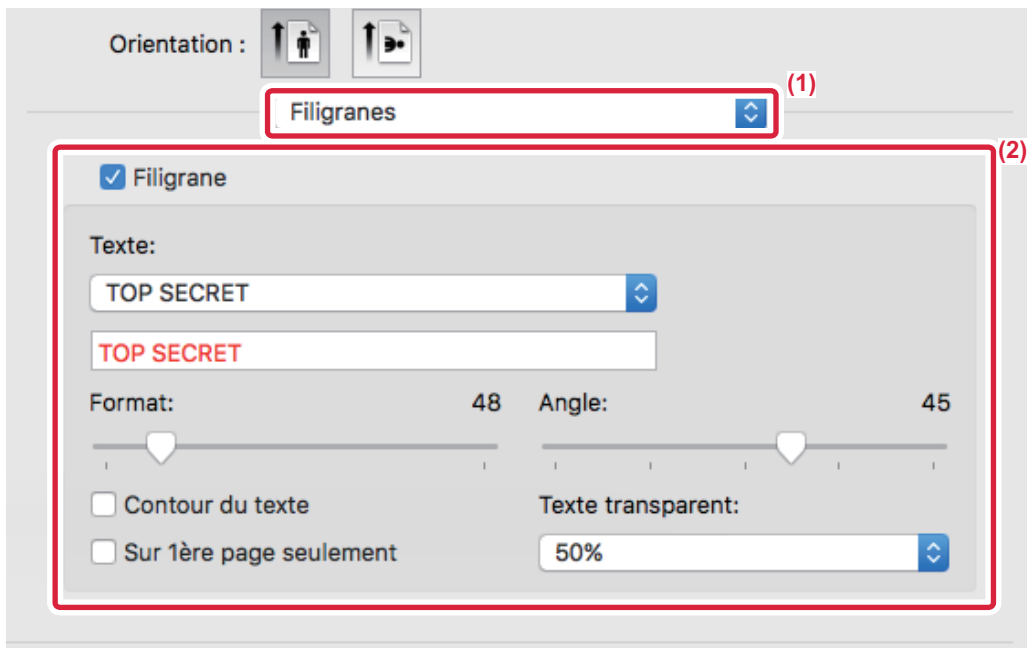 Orientation :
(1)
Filigranes
(2)
Filigrane
Texte:
TOP SECRET
TOP SECRET
Format: 48 Angle: 45
Contour du texte Texte transparent:
Sur 1ère page seulement 50%